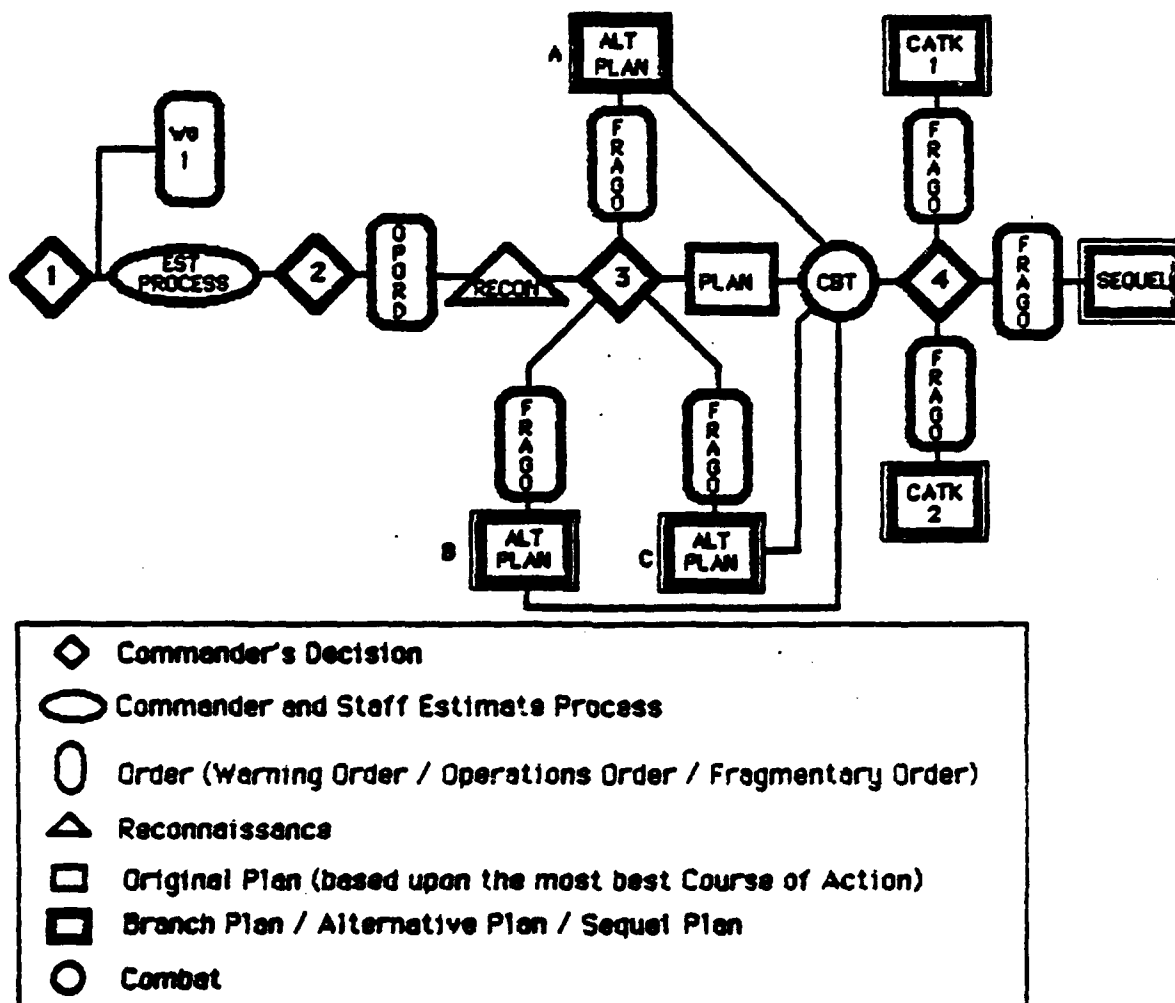 A
ALT
PLAN
CATK
1
WO
1
F
R
A
G
O
F
R
A
G
O
1
EST
PROCESS
2
O
P
O
R
D
RECON
3
PLAN
CBT
4
F
R
A
G
O
SEQUEL
F
R
A
G
O
F
R
A
G
O
F
R
A
G
O
CATK
2
B
ALT
PLAN
C
ALT
PLAN
Commander's Decision
Commander and Staff Estimate Process
Order (Warning Order / Operations Order / Fragmentary Order)
Reconnaissance
Original Plan (based upon the most best Course of Action)
Branch Plan / Alternative Plan / Sequel Plan
Combat